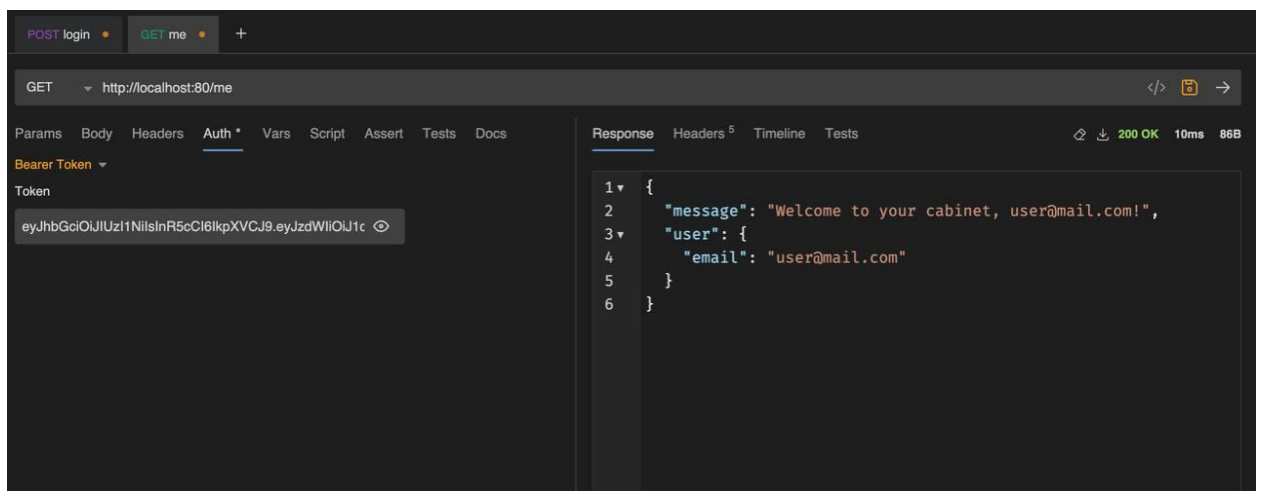 POST login
GET me
+
GET http://localhost:80/me </>
Params Body Headers Auth * Vars Script Assert Tests Docs
Bearer Token
Token
eyJhbGciOiJIUzI1NiIsInR5cCI6IkpXVCJ9.eyJzdWIiOiJ1c
Response Headers 5 Timeline Tests 200 OK 10ms 86B
1 {
2 "message": "Welcome to your cabinet, user@mail.com!",
3 "user": {
4 "email": "user@mail.com"
5 }
6 }